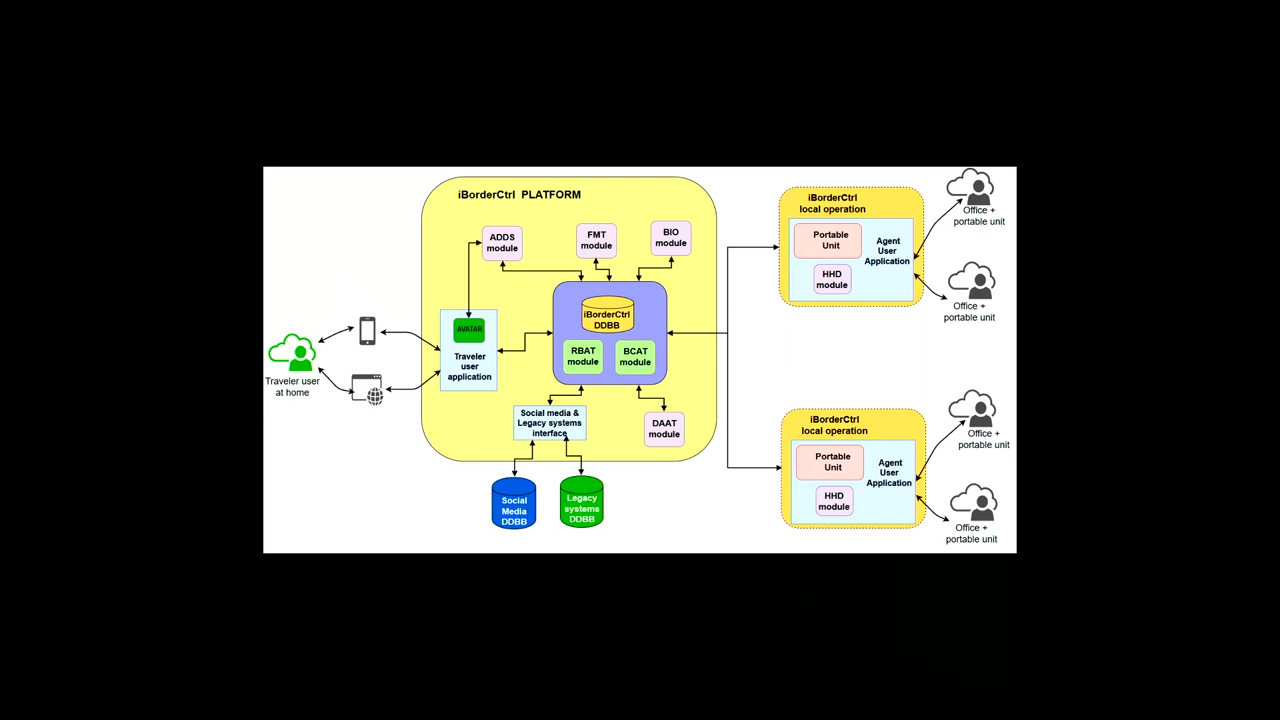 iBorderCtrl PLATFORM
ADDS
module
FMT
module
BIO
module
iBorderCtrl
DDBB
RBAT
module
BCAT
module
AVATAR
Traveler
user
application
Traveler user
at home
Social media &
Legacy systems
interface
DAAT
module
Social
Media
DDBB
Legacy
systems
DDBB
iBorderCtrl
local operation
Portable
Unit
Agent
User
Application
HHD
module
Office +
portable unit
Office +
portable unit
iBorderCtrl
local operation
Portable
Unit
Agent
User
Application
HHD
module
Office +
portable unit
Office +
portable unit